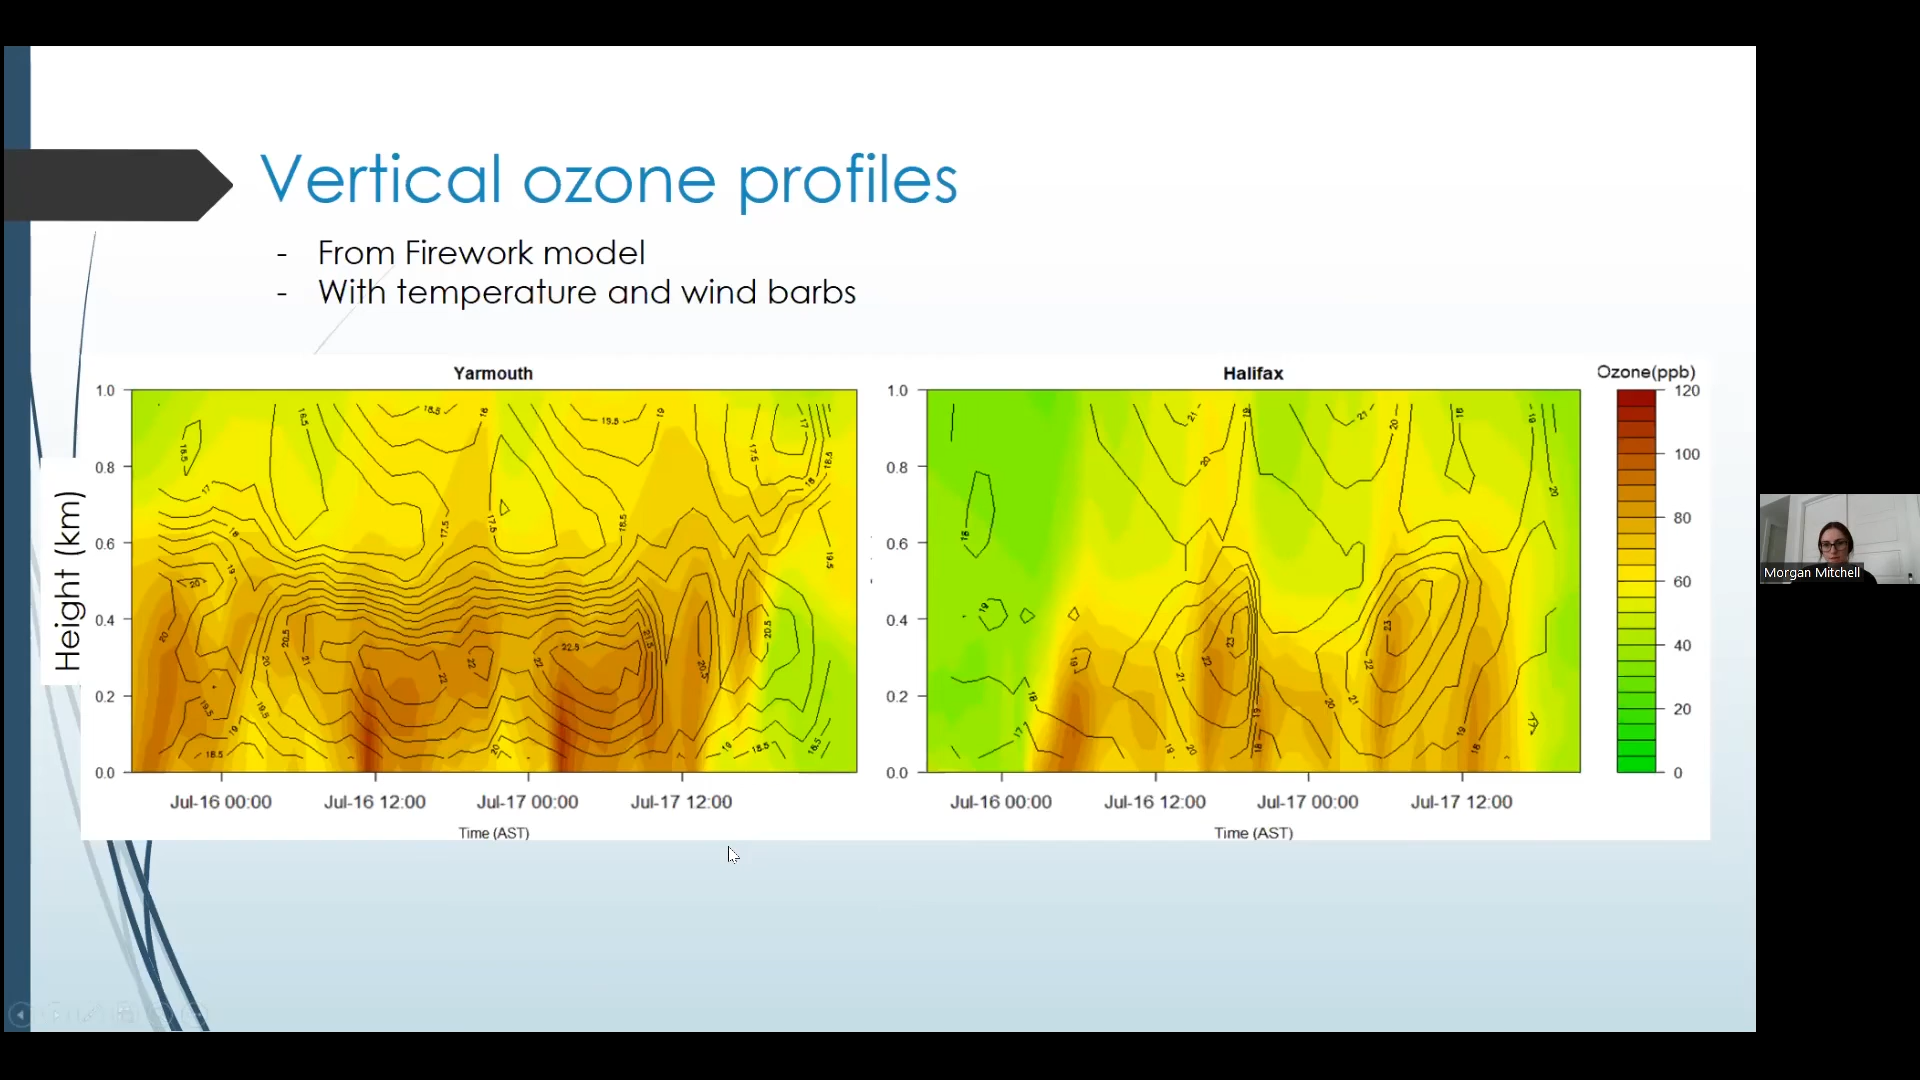 Vertical ozone profiles
- From Firework model
- With temperature and wind barbs
Yarmouth
Halifax
Ozone(ppb)
Height (km)
1.0
0.8
0.6
0.4
0.2
0.0
Jul-16 00:00
Jul-16 12:00
Jul-17 00:00
Jul-17 12:00
Time (AST)
1.0
0.8
0.6
0.4
0.2
0.0
Jul-16 00:00
Jul-16 12:00
Jul-17 00:00
Jul-17 12:00
Time (AST)
120
100
80
60
40
20
0
Morgan Mitchell